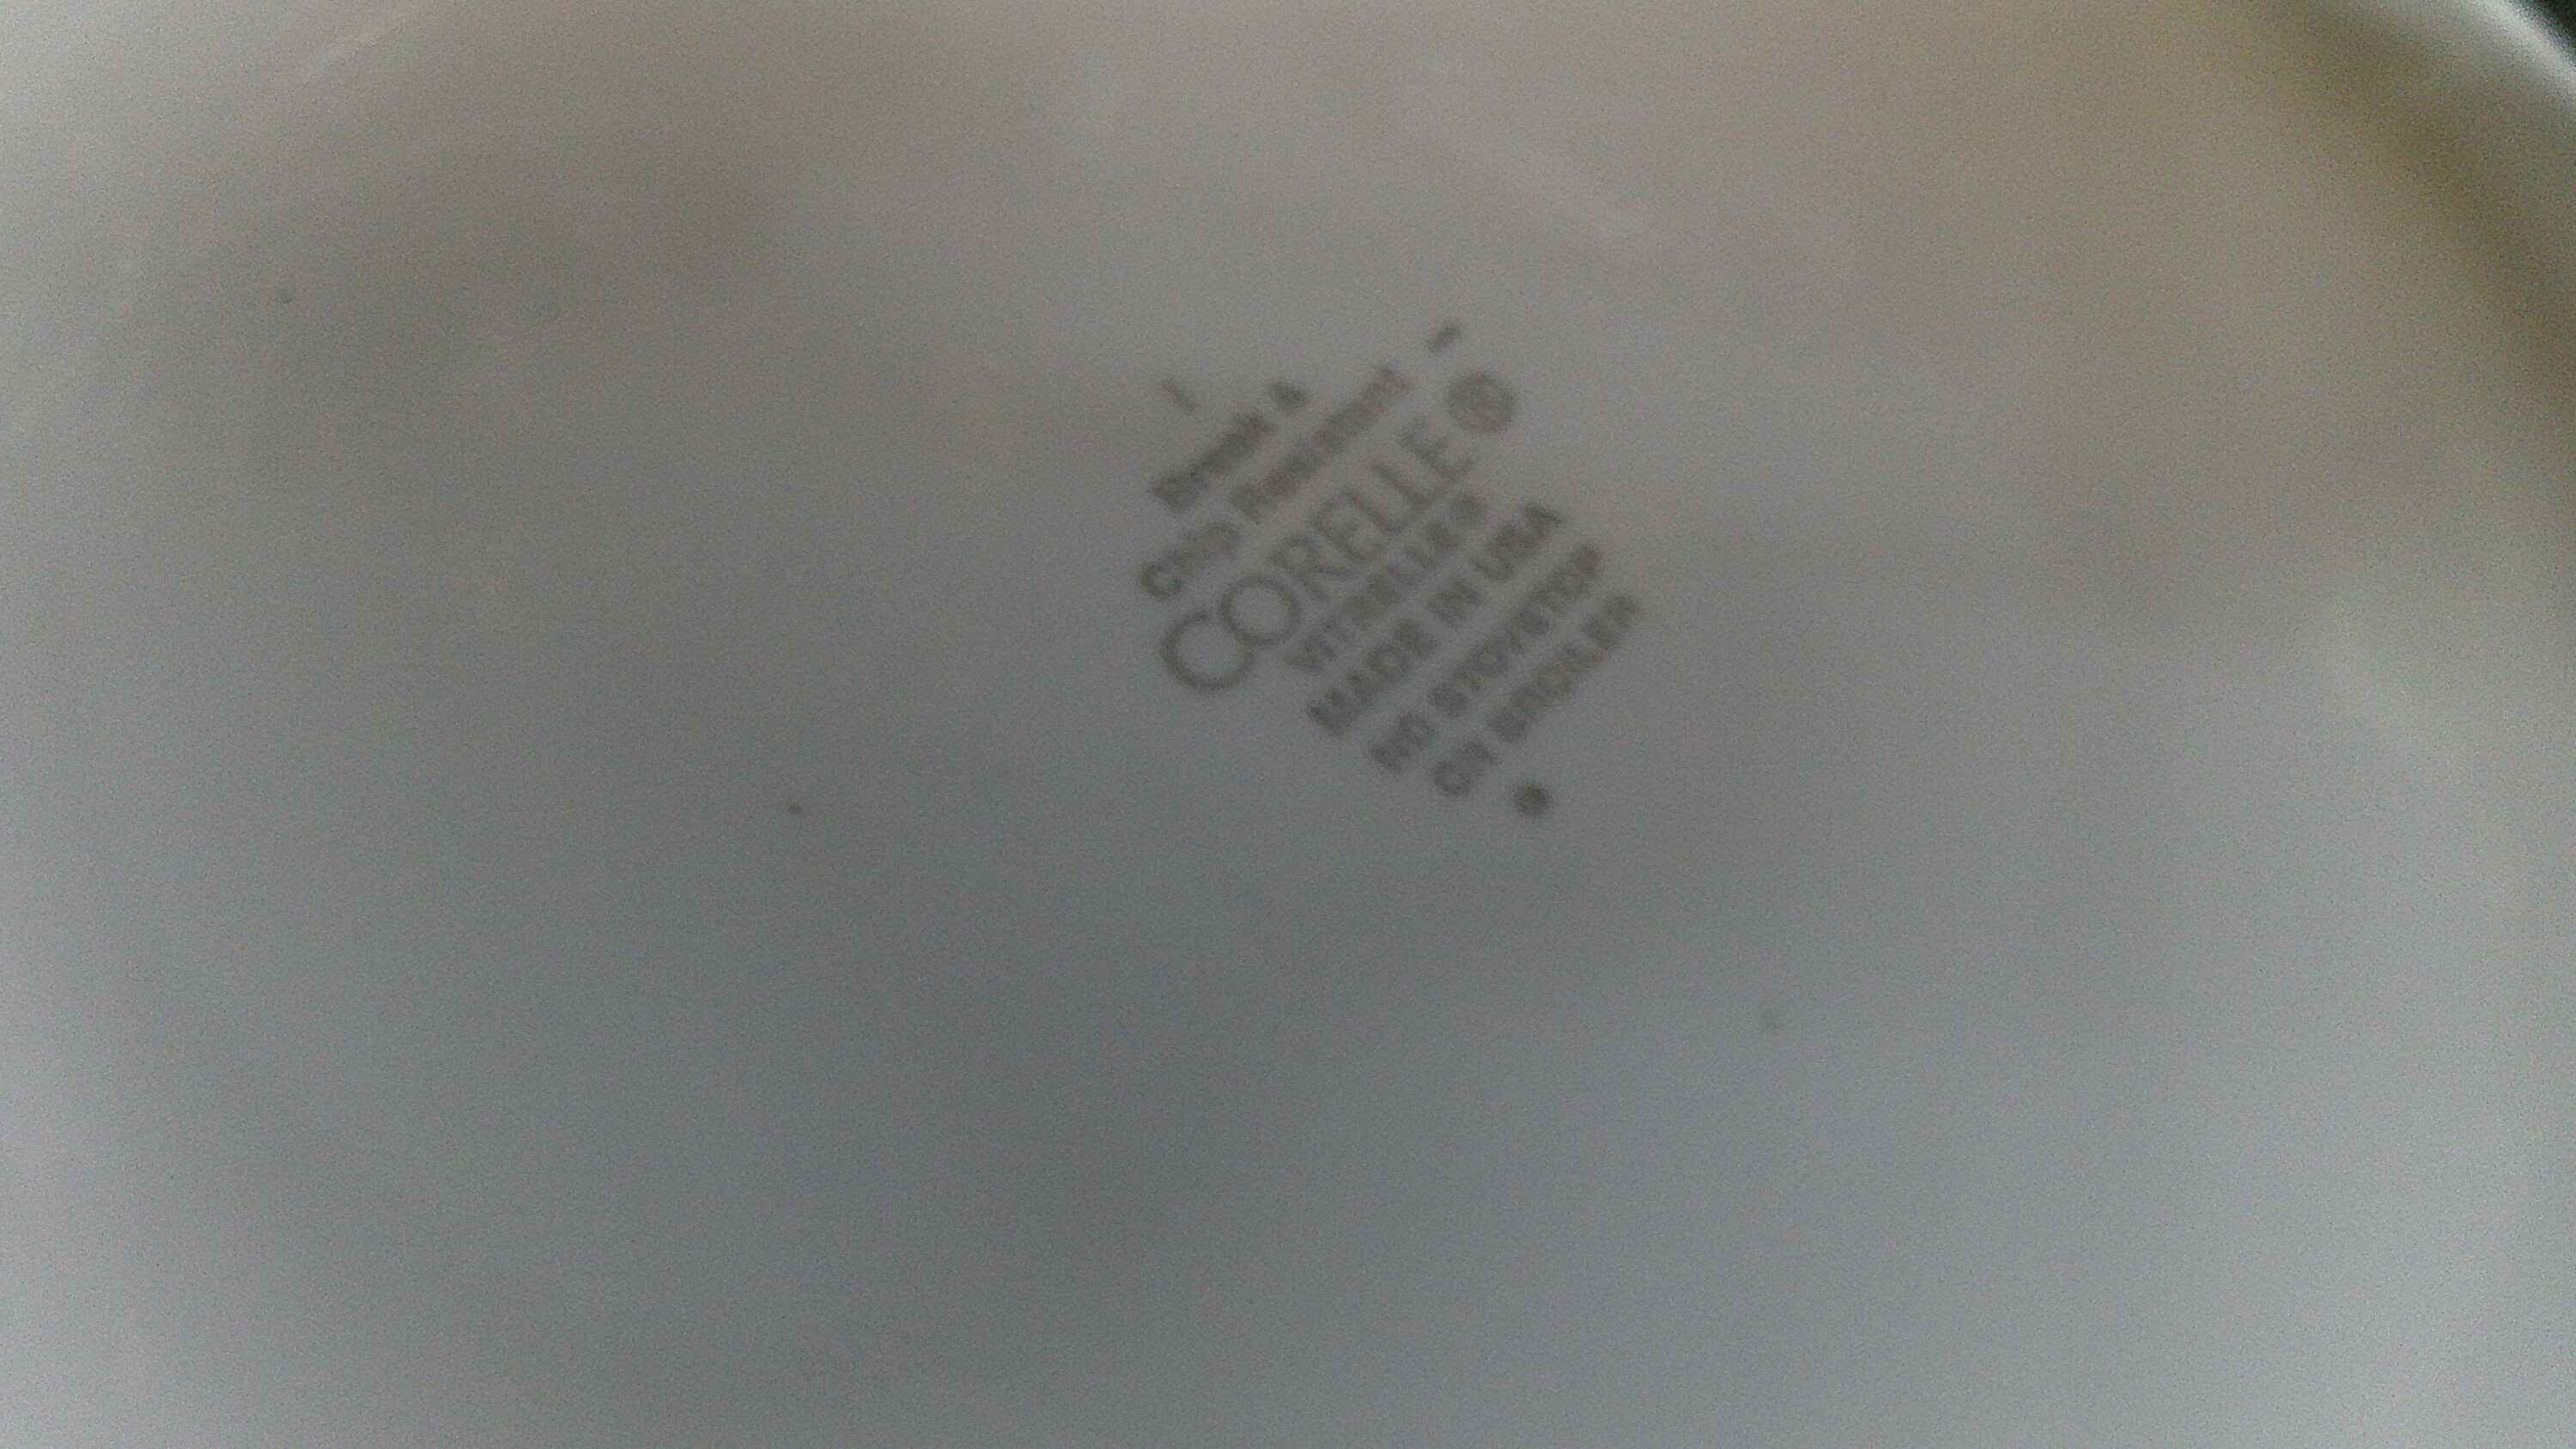 Break &
Chip Resistant
CORELLE®
VITRELLE®
MADE IN USA
NO STOVETOP
OR BROILER